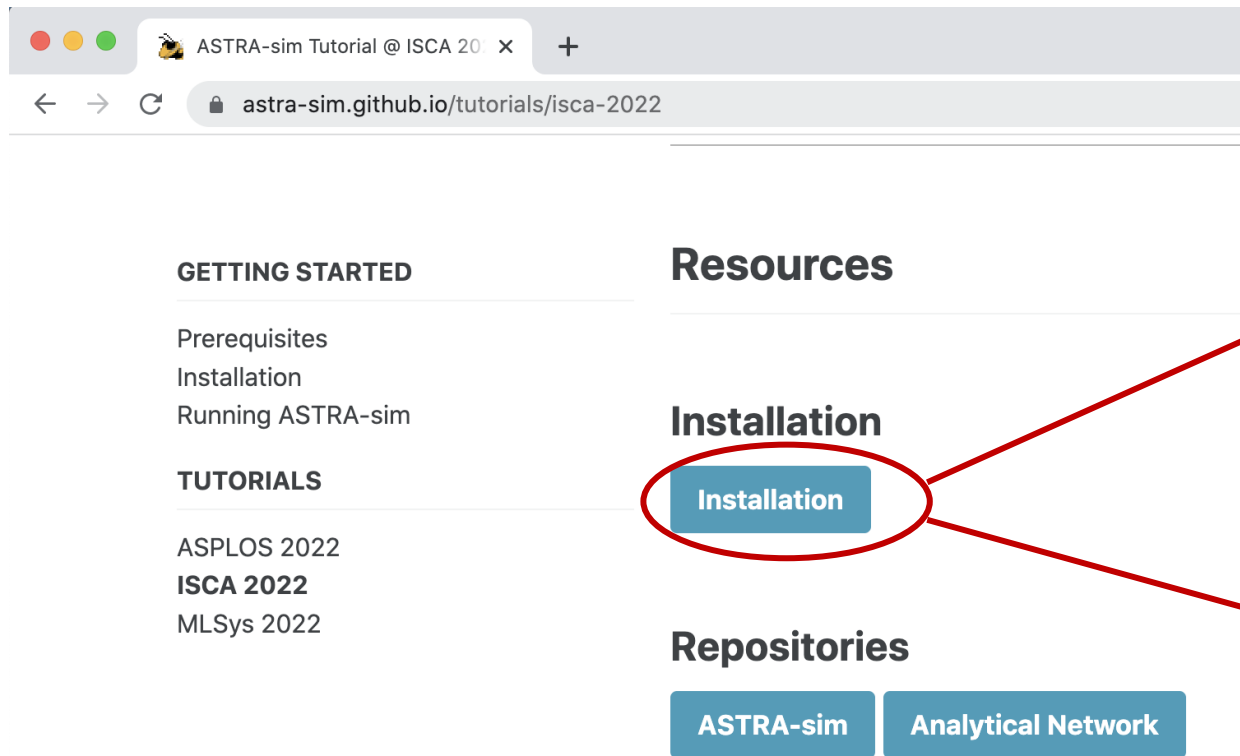 ASTRA-sim Tutorial @ ISCA 20
astra-sim.github.io/tutorials/isca-2022
GETTING STARTED
Prerequisites
Installation
Running ASTRA-sim
TUTORIALS
ASPLOS 2022
ISCA 2022
MLSys 2022
Resources
Installation
Installation
Repositories
ASTRA-sim
Analytical Network